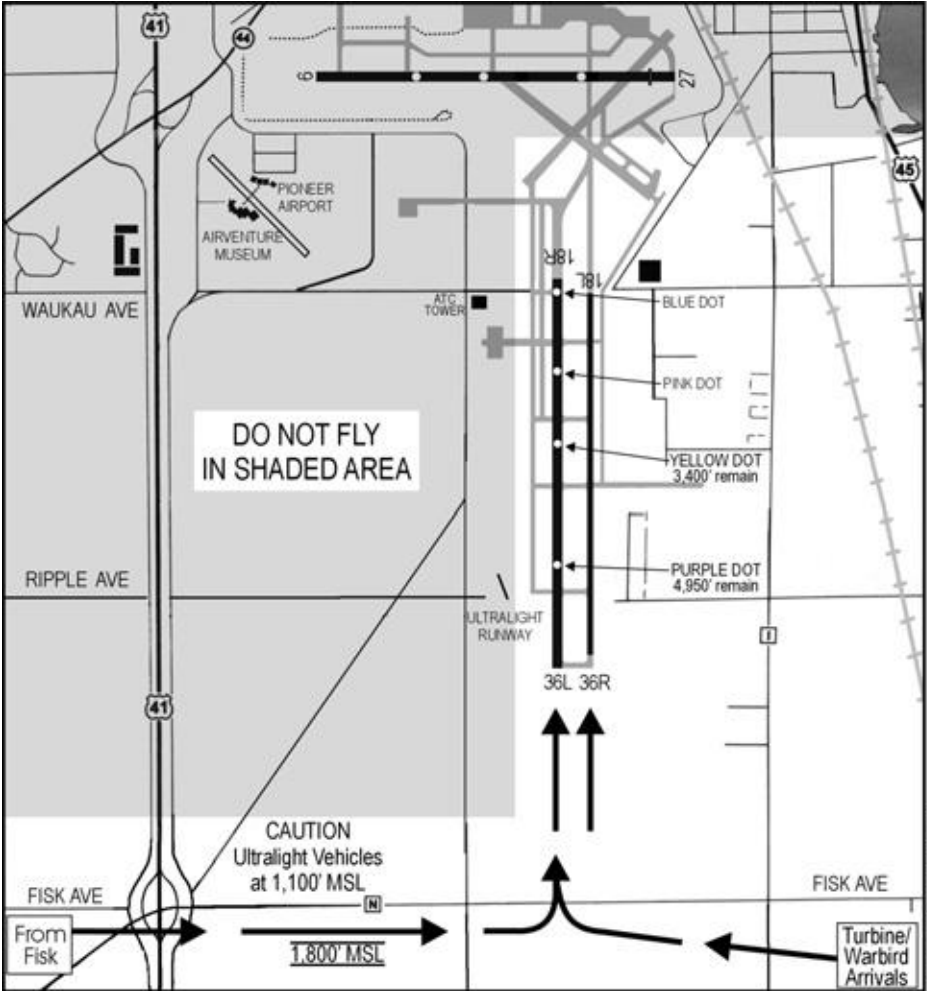 41
44
9
27
45
PIONEER
AIRPORT
AIRVENTURE
MUSEUM
18R
18L
WAUKAU AVE
ATC
TOWER
BLUE DOT
PINK DOT
DO NOT FLY
IN SHADED AREA
YELLOW DOT
3,400' remain
RIPPLE AVE
PURPLE DOT
4,950' remain
ULTRALIGHT
RUNWAY
I
36L 36R
41
CAUTION
Ultralight Vehicles
at 1,100' MSL
FISK AVE
N
FISK AVE
From
Fisk
1,800' MSL
Turbine/
Warbird
Arrivals